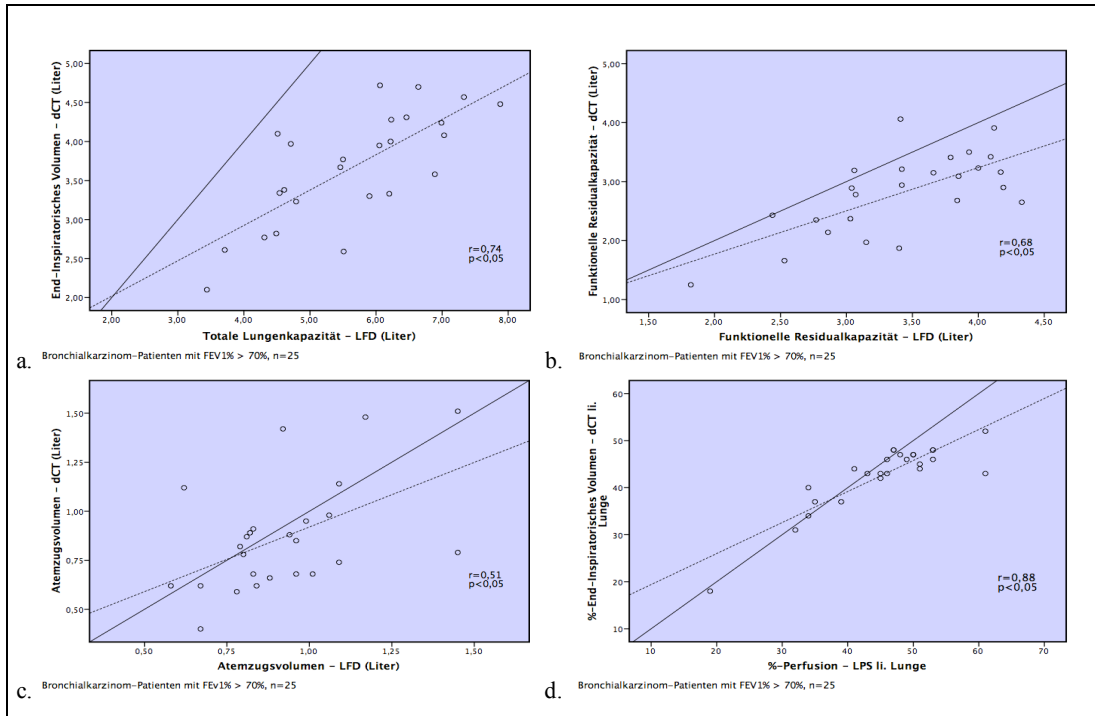 5,00
4,50
4,00
3,50
3,00
2,50
2,00
End-Inspiratorisches Volumen - dCT (Liter)
r=0,74
p<0,05
2,00 3,00 4,00 5,00 6,00 7,00 8,00
Totale Lungenkapazität - LFD (Liter)
a. Bronchialkarzinom-Patienten mit FEV1% > 70%, n=25
5,00
4,00
3,00
2,00
1,00
Funktionelle Residualkapazität - dCT (Liter)
r=0,68
p<0,05
1,50 2,00 2,50 3,00 3,50 4,00 4,50
Funktionelle Residualkapazität - LFD (Liter)
b. Bronchialkarzinom-Patienten mit FEV1% > 70%, n=25
1,50
1,25
1,00
0,75
0,50
Atemzugsvolumen - dCT (Liter)
r=0,51
p<0,05
0,50 0,75 1,00 1,25 1,50
Atemzugsvolumen - LFD (Liter)
c. Bronchialkarzinom-Patienten mit FEv1% > 70%, n=25
60
50
40
30
20
10
%-End-Inspiratorisches Volumen - dCT li.
Lunge
r=0,88
p<0,05
10 20 30 40 50 60 70
%-Perfusion - LPS li. Lunge
d. Bronchialkarzinom-Patienten mit FEV1% > 70%, n=25